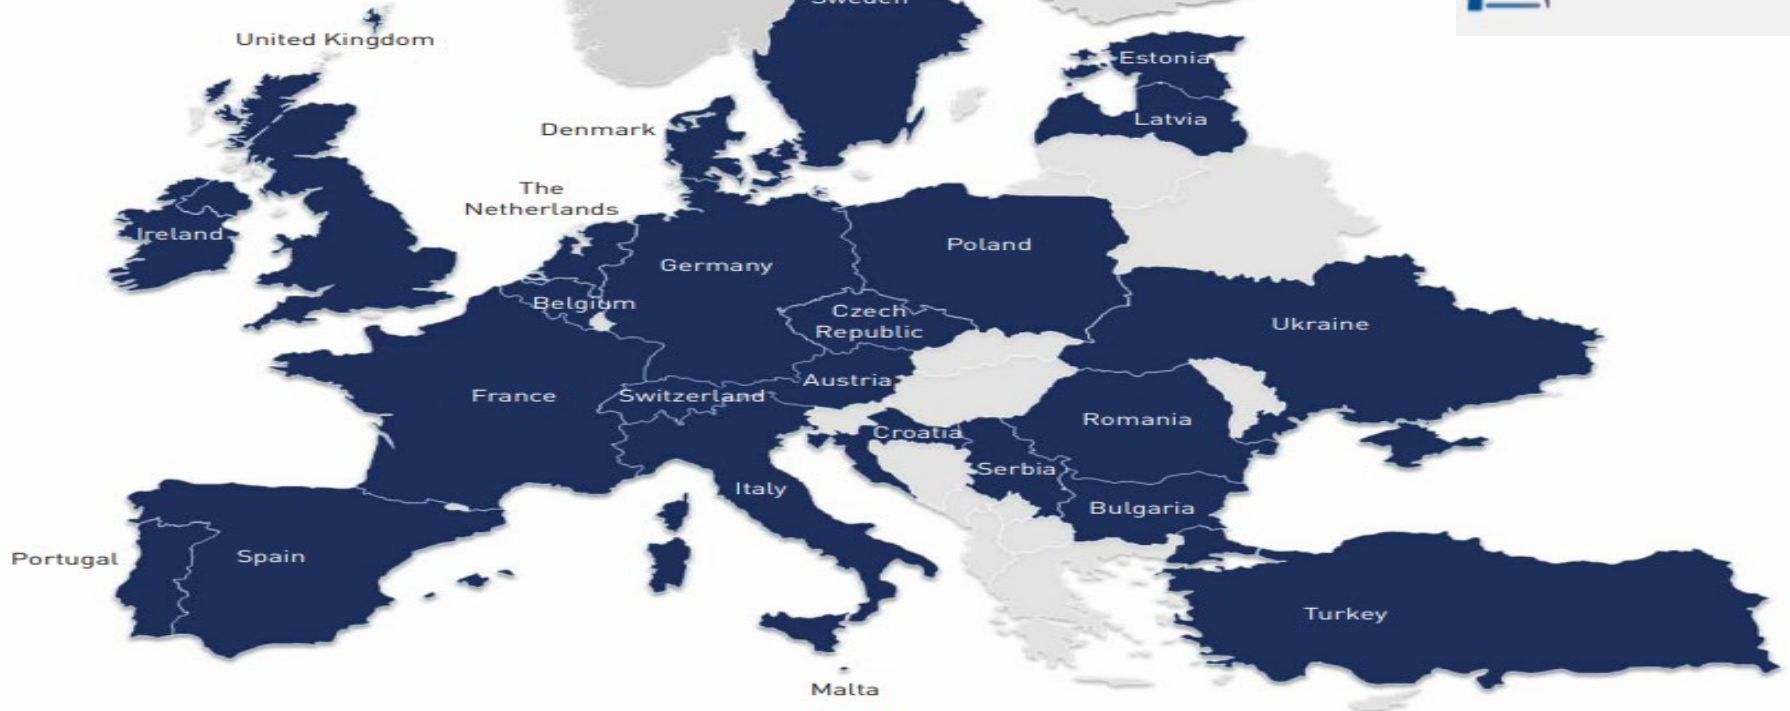 Sweden
United Kingdom
Estonia
Latvia
Denmark
The
Netherlands
Ireland
Poland
Germany
Belgium
Czech
Republic
Ukraine
Austria
France
Switzerland
Romania
Croatia
Serbia
Italy
Bulgaria
Portugal
Spain
Turkey
Malta